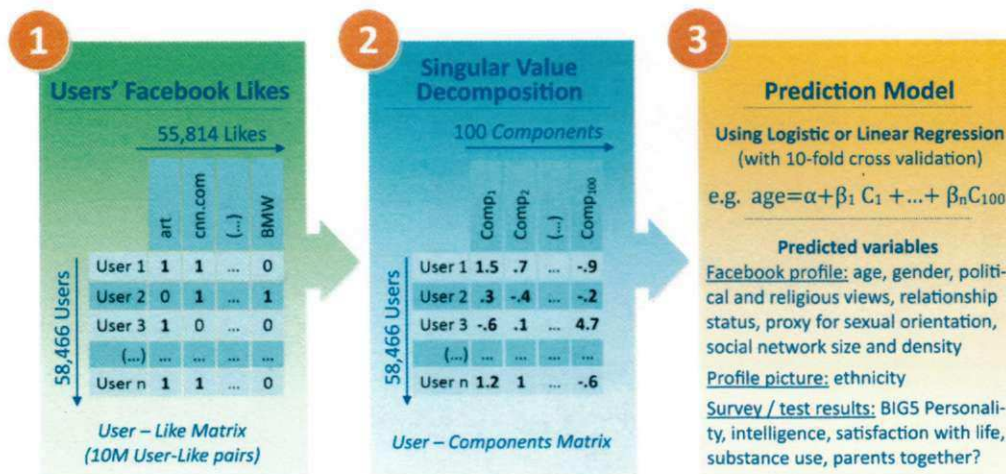 1
Users' Facebook Likes
55,814 Likes
art cnn.com (...) BMW
58,466 Users
User 1 1 1 ... 0
User 2 0 1 ... 1
User 3 1 0 ... 0
(...) ... ... ... ...
User n 1 1 ... 0
User – Like Matrix
(10M User-Like pairs)
2
Singular Value
Decomposition
100 Components
Comp₁ Comp₂ (...) Comp₁₀₀
58,466 Users
User 1 1.5 .7 ... -.9
User 2 .3 -.4 ... -.2
User 3 -.6 .1 ... 4.7
(...) ... ... ... ...
User n 1.2 1 ... -.6
User – Components Matrix
3
Prediction Model
Using Logistic or Linear Regression
(with 10-fold cross validation)
e.g. age=α+β₁ C₁ +...+ βₙC₁₀₀
Predicted variables
Facebook profile: age, gender, politi-
cal and religious views, relationship
status, proxy for sexual orientation,
social network size and density
Profile picture: ethnicity
Survey / test results: BIG5 Personali-
ty, intelligence, satisfaction with life,
substance use, parents together?